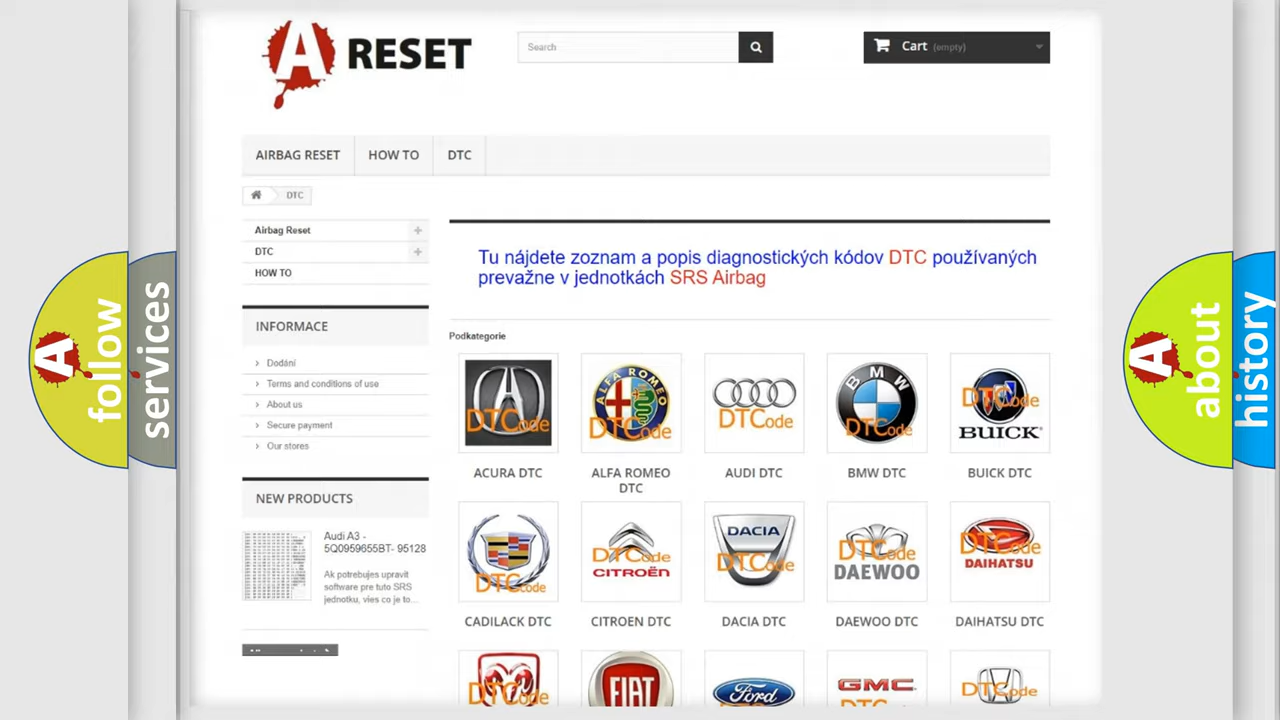 A RESET
Search
Cart (empty)
AIRBAG RESET
HOW TO
DTC
DTC
Airbag Reset
DTC
HOW TO
INFORMACE
Dodání
Terms and conditions of use
About us
Secure payment
Our stores
NEW PRODUCTS
Audi A3 -
5Q0959655BT- 95128
Ak potrebujes upravit
software pre tuto SRS
jednotku, vies co je to...
Tu nájdete zoznam a popis diagnostických kódov DTC používaných
prevažne v jednotkách SRS Airbag
Podkategorie
DTCode
ALFA ROMEO
DTCode
DTCode
BMW
DTCode
DTCode
BUICK
ACURA DTC
ALFA ROMEO
DTC
AUDI DTC
BMW DTC
BUICK DTC
DTCode
DTCode
CITROËN
DACIA
DTCode
DTCode
DAEWOO
DTCode
DAIHATSU
CADILACK DTC
CITROEN DTC
DACIA DTC
DAEWOO DTC
DAIHATSU DTC
DTCode
FIAT
Ford
GMC
DTCode
A follow
services
A about
history